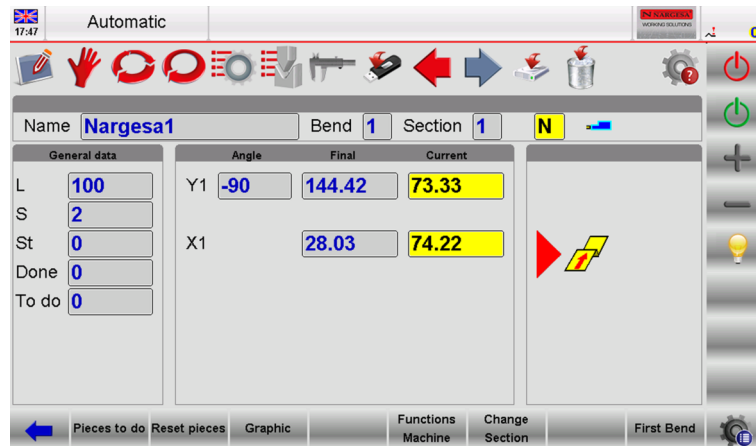 17:47
Automatic
N NARGESA
WORKING SOLUTIONS
Name Nargesa1 Bend 1 Section 1 N
General data
L 100
S 2
St 0
Done 0
To do 0
Angle Final Current
Y1 -90 144.42 73.33
X1 28.03 74.22
Pieces to do Reset pieces Graphic Functions Machine Change Section First Bend